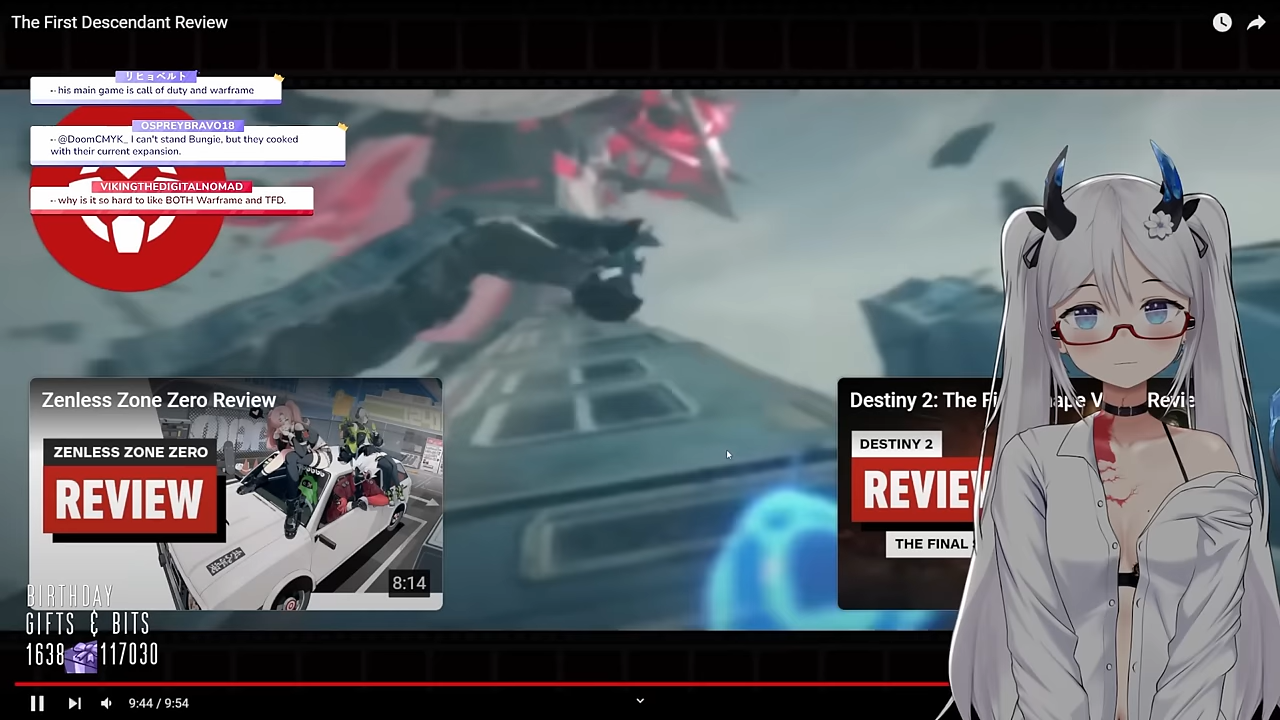 The First Descendant Review
リヒョベルト
-- his main game is call of duty and warframe
OSPREYBRAVO18
-- @DoomCMYK_ I can't stand Bungie, but they cooked
with their current expansion.
VIKINGTHEDIGITALNOMAD
-- why is it so hard to like BOTH Warframe and TFD.
Zenless Zone Zero Review
ZENLESS ZONE ZERO
REVIEW
8:14
Destiny 2: The Fi
ape V
Revie
DESTINY 2
REVIEW
THE FINAL
BIRTHDAY
GIFTS & BITS
1638 117030
9:44 / 9:54